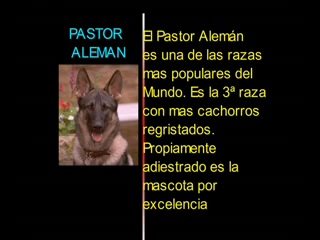 PASTOR
ALEMAN
El Pastor Alemán
es una de las razas
mas populares del
Mundo. Es la 3ª raza
con mas cachorros
regristados.
Propiamente
adiestrado es la
mascota por
excelencia